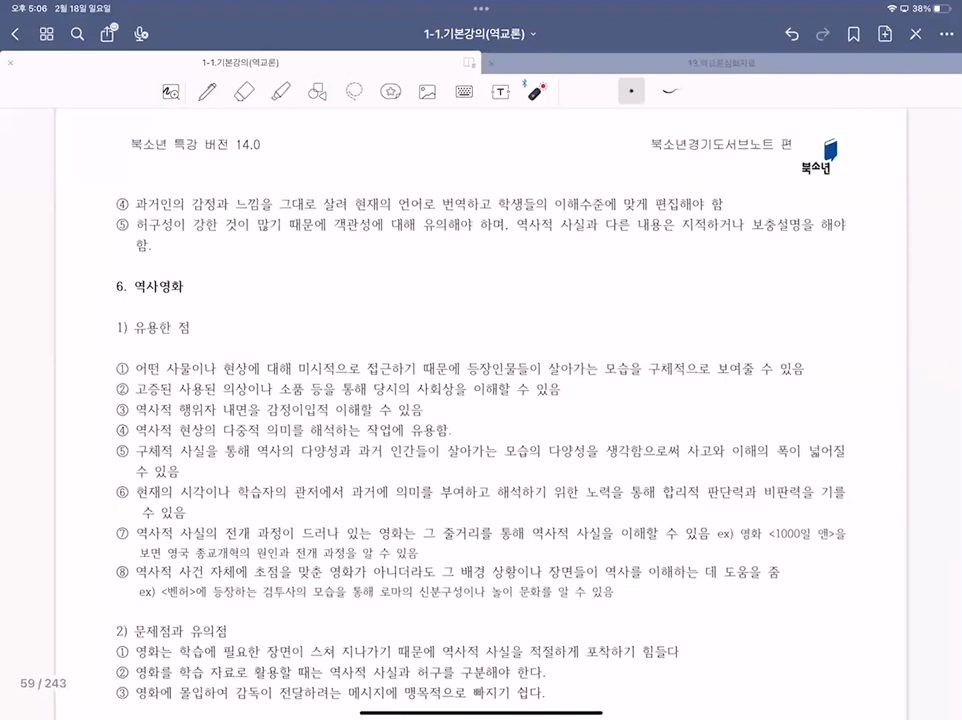 오후 5:06 2월 18일 일요일
38%
1-1.기본강의(역교론)
1-1.기본강의(역교론)
13.역교론심화자료
북소년 특강 버전 14.0
북소년경기도서브노트 편
북소년
④ 과거인의 감정과 느낌을 그대로 살려 현재의 언어로 번역하고 학생들의 이해수준에 맞게 편집해야 함
⑤ 허구성이 강한 것이 많기 때문에 객관성에 대해 유의해야 하며, 역사적 사실과 다른 내용은 지적하거나 보충설명을 해야
함.
6. 역사영화
1) 유용한 점
① 어떤 사물이나 현상에 대해 미시적으로 접근하기 때문에 등장인물들이 살아가는 모습을 구체적으로 보여줄 수 있음
② 고증된 사용된 의상이나 소품 등을 통해 당시의 사회상을 이해할 수 있음
③ 역사적 행위자 내면을 감정이입적 이해할 수 있음
④ 역사적 현상의 다중적 의미를 해석하는 작업에 유용함.
⑤ 구체적 사실을 통해 역사의 다양성과 과거 인간들이 살아가는 모습의 다양성을 생각함으로써 사고와 이해의 폭이 넓어질
수 있음
⑥ 현재의 시각이나 학습자의 관저에서 과거에 의미를 부여하고 해석하기 위한 노력을 통해 합리적 판단력과 비판력을 기를
수 있음
⑦ 역사적 사실의 전개 과정이 드러나 있는 영화는 그 줄거리를 통해 역사적 사실을 이해할 수 있음 ex) 영화 <1000일 앤>을
보면 영국 종교개혁의 원인과 전개 과정을 알 수 있음
⑧ 역사적 사건 자체에 초점을 맞춘 영화가 아니더라도 그 배경 상황이나 장면들이 역사를 이해하는 데 도움을 줌
ex) <벤허>에 등장하는 검투사의 모습을 통해 로마의 신분구성이나 놀이 문화를 알 수 있음
2) 문제점과 유의점
① 영화는 학습에 필요한 장면이 스쳐 지나가기 때문에 역사적 사실을 적절하게 포착하기 힘들다
② 영화를 학습 자료로 활용할 때는 역사적 사실과 허구를 구분해야 한다.
③ 영화에 몰입하여 감독이 전달하려는 메시지에 맹목적으로 빠지기 쉽다.
59 / 243